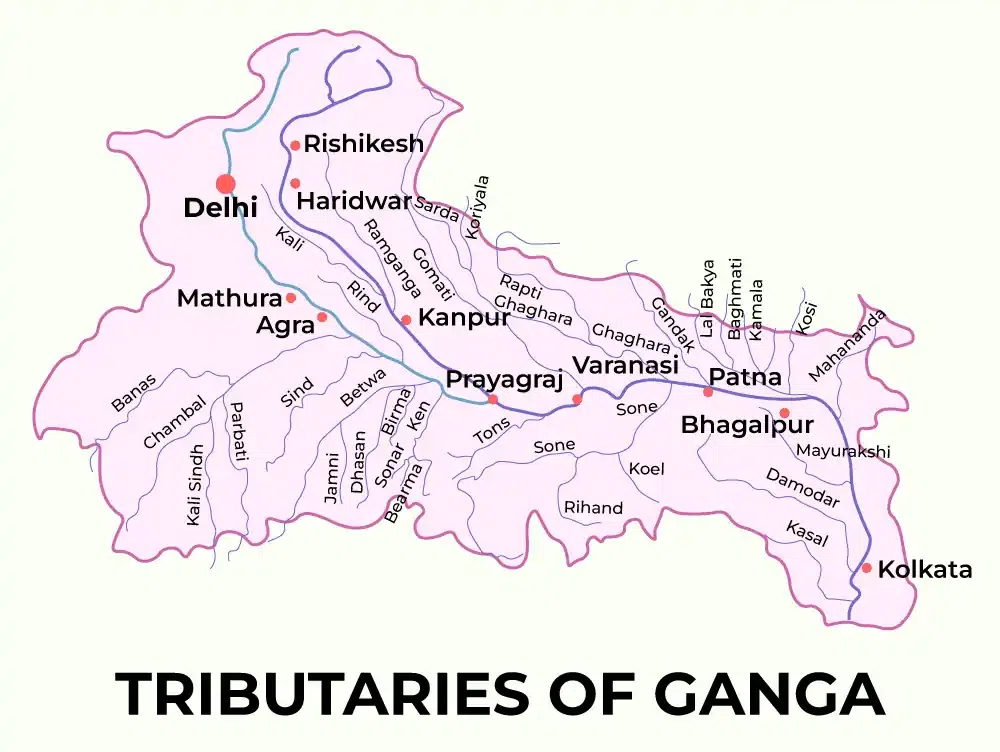 Rishikesh
Delhi
Haridwar
Sarda
Koriyala
Kali
Ramganga
Gomati
Rapti
Ghaghara
Mathura
Agra
Rind
Kanpur
Ghaghara
Gandak
Lal Bakya
Baghmati
Kamala
Kosi
Mahananda
Prayagraj
Varanasi
Patna
Bhagalpur
Banas
Chambal
Sind
Betwa
Birma
Ken
Tons
Sone
Sone
Kali Sindh
Parbati
Jamni
Dhasan
Sonar
Bearma
Koel
Rihand
Mayurakshi
Damodar
Kasal
Kolkata
TRIBUTARIES OF GANGA